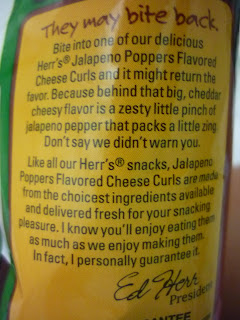 They may bite back.
Bite into one of our delicious
Herr's® Jalapeno Poppers Flavored
Cheese Curls and it might return the
favor. Because behind that big, cheddar
cheesy flavor is a zesty little pinch of
jalapeno pepper that packs a little zing.
Don't say we didn't warn you.
Like all our Herr's® snacks, Jalapeno
Poppers Flavored Cheese Curls are made
from the choicest ingredients available
and delivered fresh for your snacking
pleasure. I know you'll enjoy eating them
as much as we enjoy making them.
In fact, I personally guarantee it.
Ed Herr
President